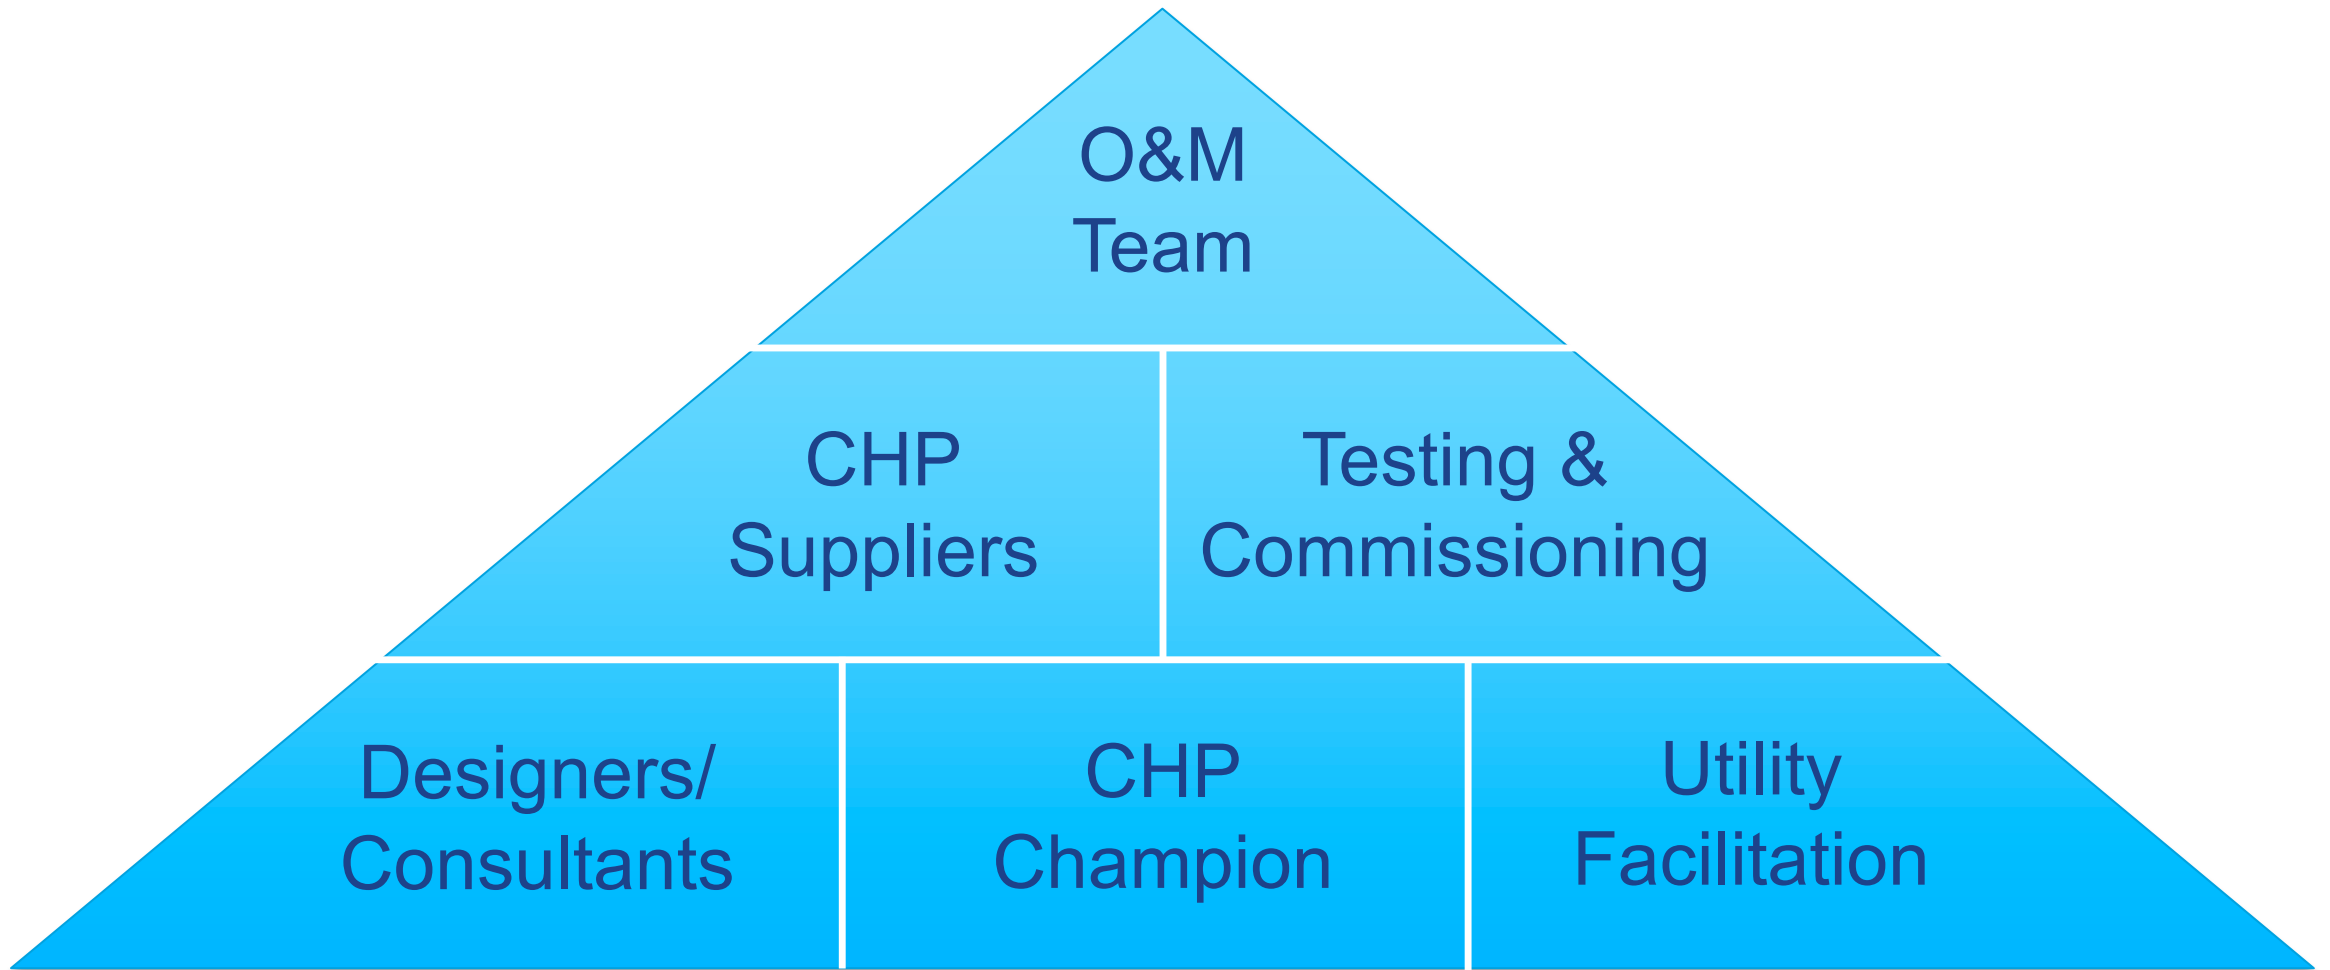 O&M
Team
CHP
Suppliers
Testing &
Commissioning
Designers/
Consultants
CHP
Champion
Utility
Facilitation